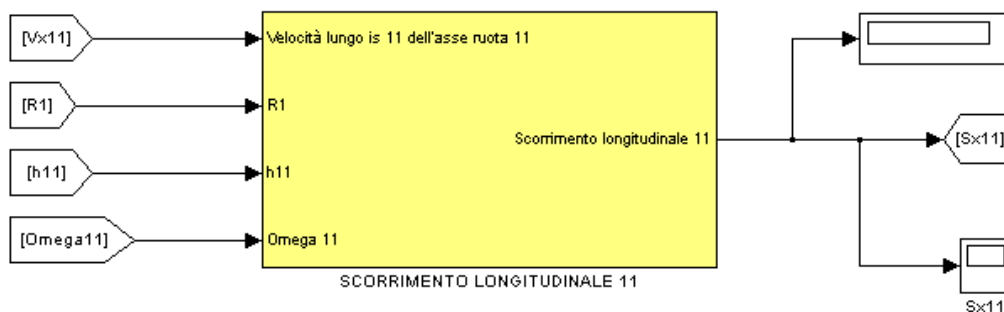 [Vx11]
Velocità lungo is 11 dell'asse ruota 11
[R1]
R1
Scorrimento longitudinale 11
[Sx11]
[h11]
h11
[Omega11]
Omega 11
SCORRIMENTO LONGITUDINALE 11
Sx11